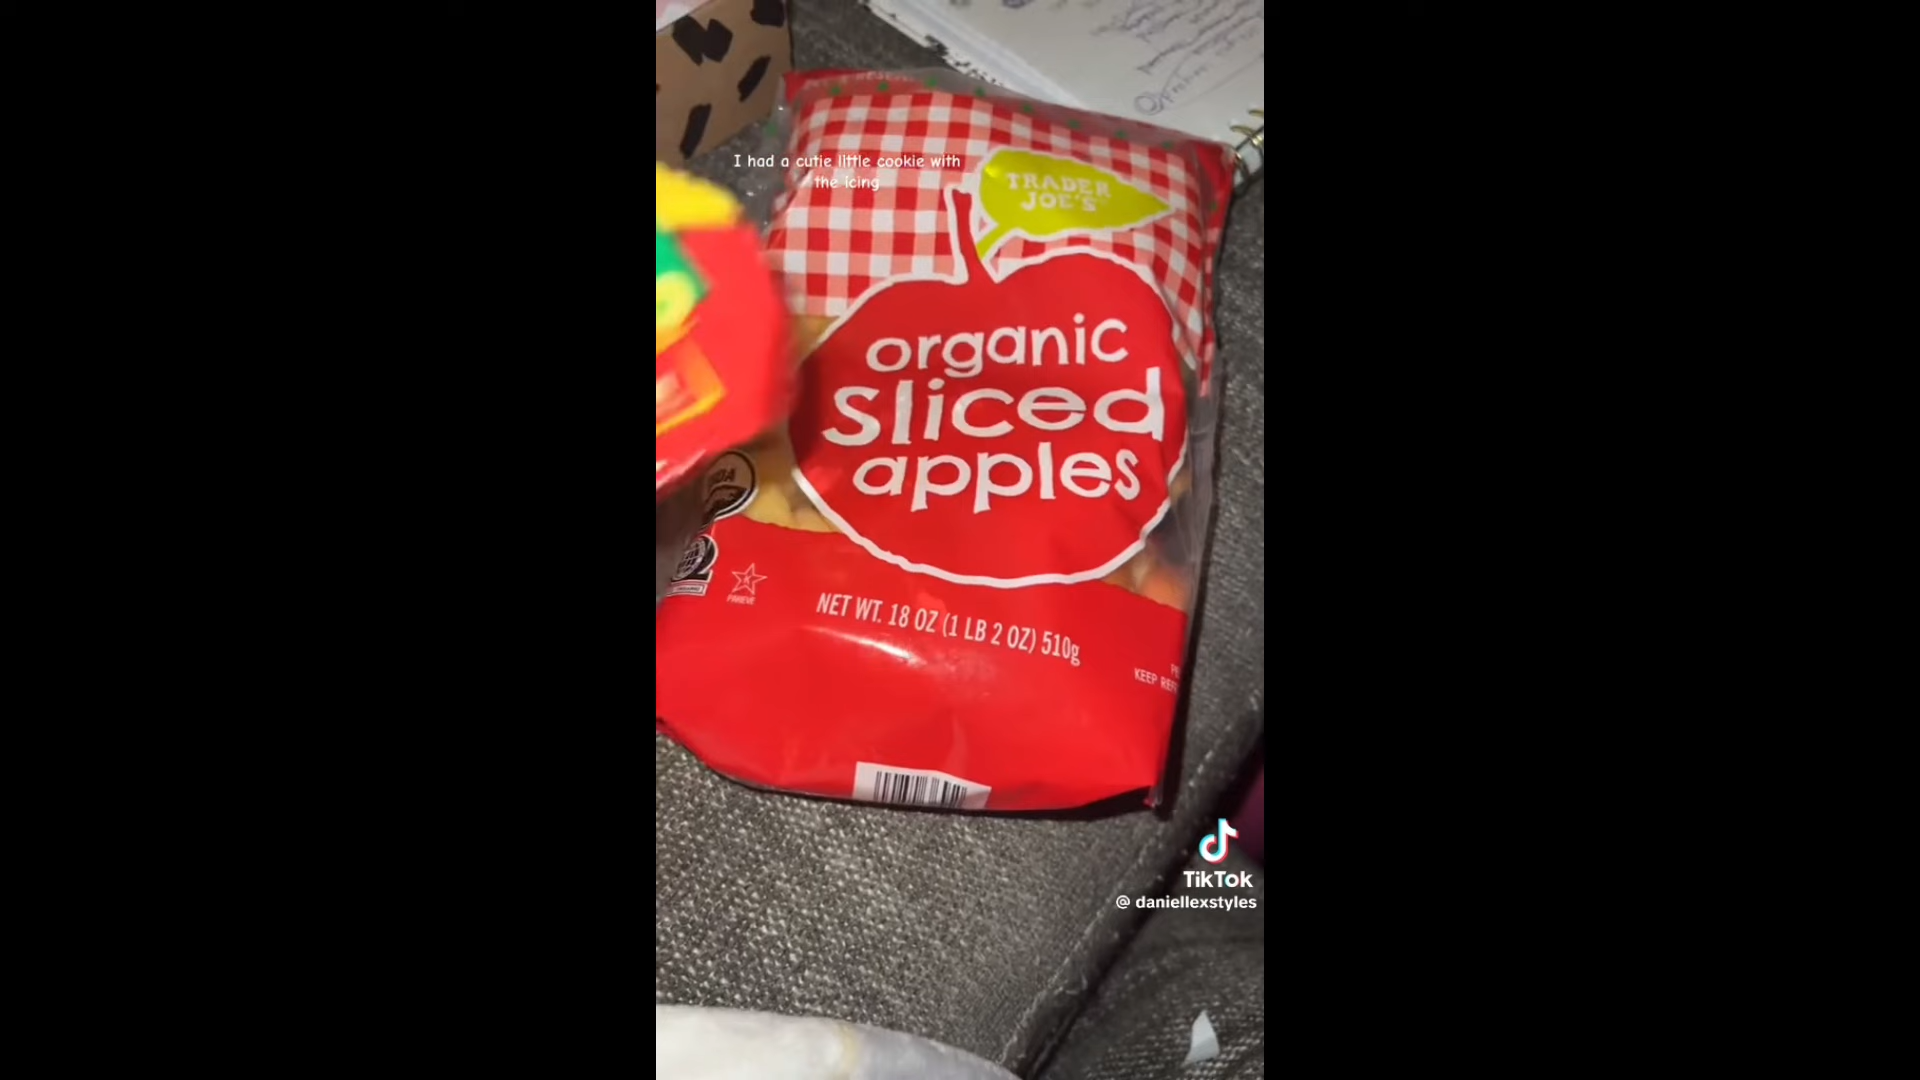 I had a cutie little cookie with
the icing
TRADER
JOE'S
organic
sliced
apples
PAREVE
NET WT. 18 OZ (1 LB 2 OZ) 510g
KEEP
TikTok
@ daniellexstyles